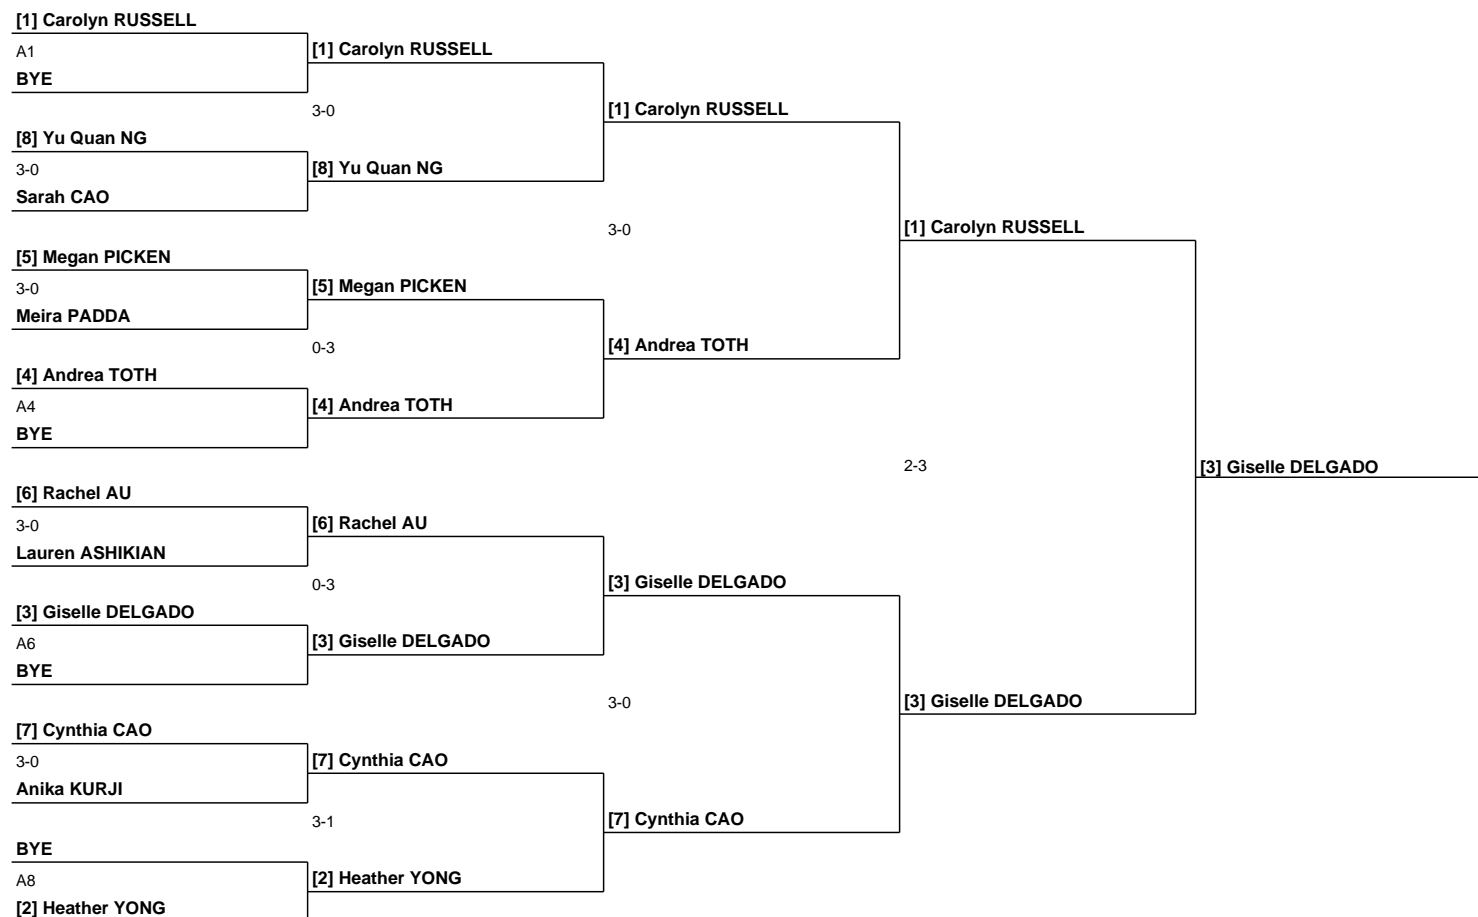 [1] Carolyn RUSSELL
A1
BYE
[8] Yu Quan NG
3-0
Sarah CAO
[5] Megan PICKEN
3-0
Meira PADDA
[4] Andrea TOTH
A4
BYE
[6] Rachel AU
3-0
Lauren ASHIKIAN
[3] Giselle DELGADO
A6
BYE
[7] Cynthia CAO
3-0
Anika KURJI
BYE
A8
[2] Heather YONG
[1] Carolyn RUSSELL
3-0
[8] Yu Quan NG
[5] Megan PICKEN
0-3
[4] Andrea TOTH
[6] Rachel AU
0-3
[3] Giselle DELGADO
[7] Cynthia CAO
3-1
[2] Heather YONG
[1] Carolyn RUSSELL
3-0
[4] Andrea TOTH
[3] Giselle DELGADO
3-0
[7] Cynthia CAO
[1] Carolyn RUSSELL
2-3
[3] Giselle DELGADO
[3] Giselle DELGADO